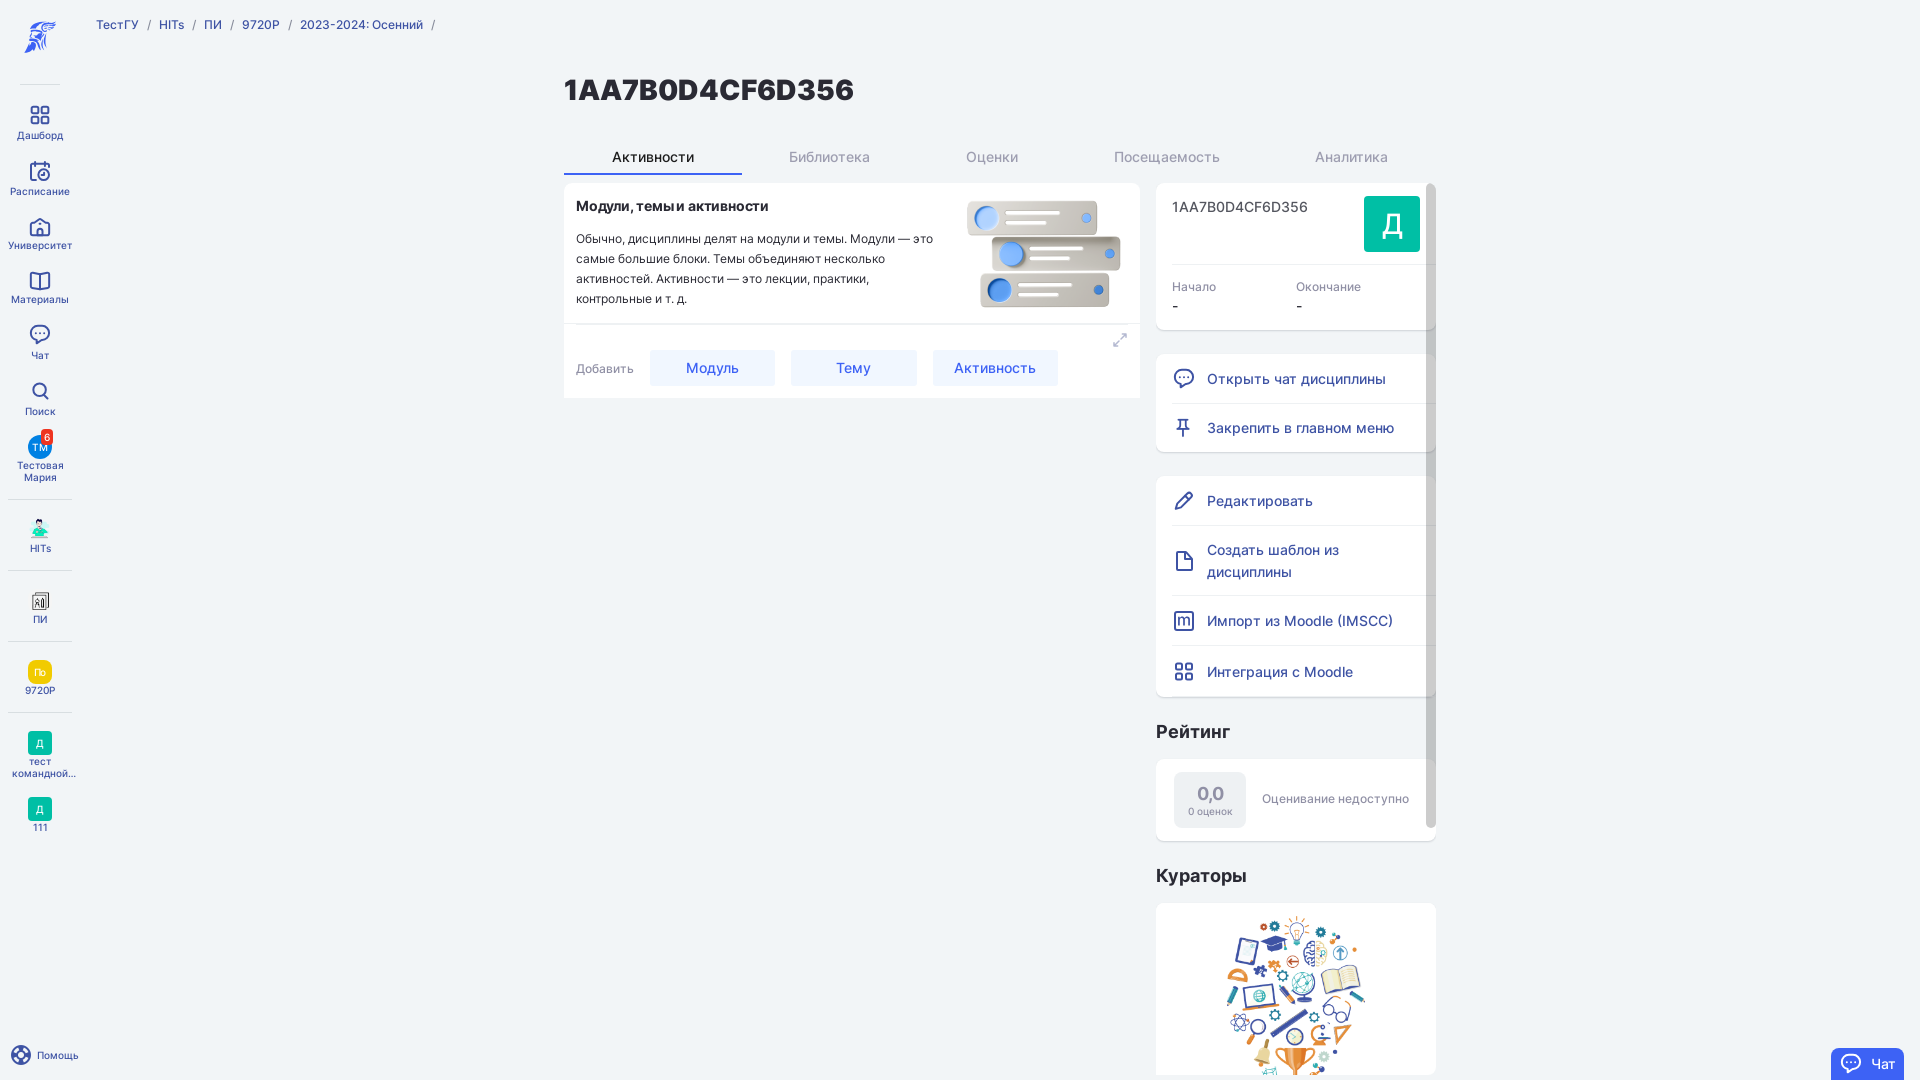 ТестГУ / HITs / ПИ / 9720Р / 2023-2024: Осенний /
Дашборд
Расписание
Университет
Материалы
Чат
Поиск
ТМ
6
Тестовая
Мария
HITs
ПИ
По
9720Р
Д
тест
командной...
Д
111
Помощь
1AA7B0D4CF6D356
Активности
Библиотека
Оценки
Посещаемость
Аналитика
Модули, темы и активности
Обычно, дисциплины делят на модули и темы. Модули — это
самые большие блоки. Темы объединяют несколько
активностей. Активности — это лекции, практики,
контрольные и т. д.
Добавить
Модуль
Тему
Активность
1AA7B0D4CF6D356
Д
Начало
Окончание
-
-
Открыть чат дисциплины
Закрепить в главном меню
Редактировать
Создать шаблон из
дисциплины
Импорт из Moodle (IMSCC)
Интеграция с Moodle
Рейтинг
0,0
0 оценок
Оценивание недоступно
Кураторы
Чат